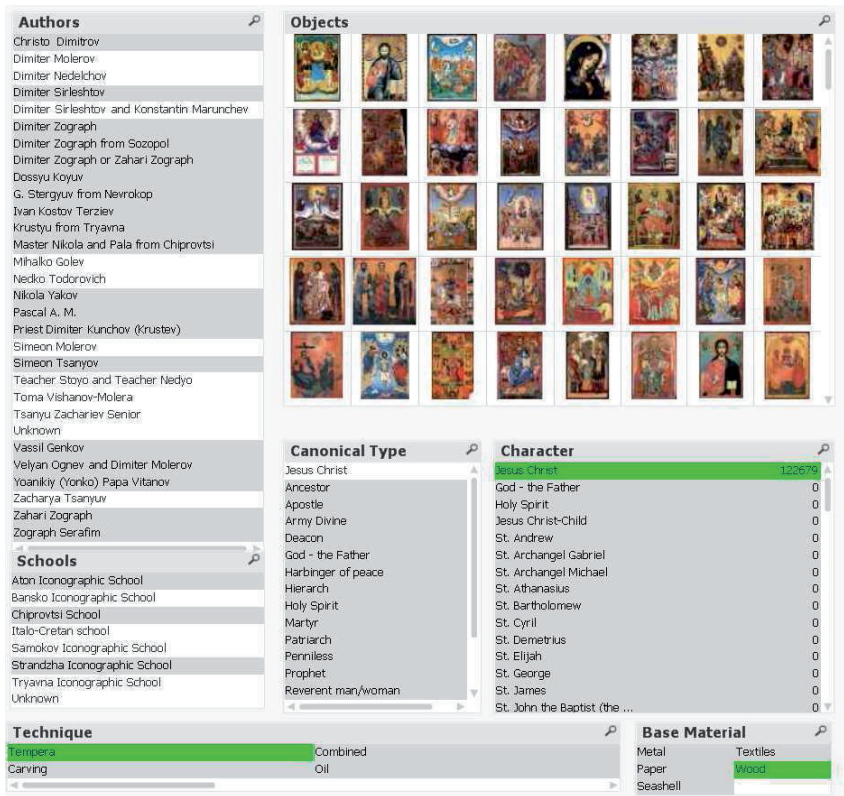 Authors
Christo Dimitrov
Dimiter Molerov
Dimiter Nedelchov
Dimiter Sirleshtov
Dimiter Sirleshtov and Konstantin Marunchev
Dimiter Zograph
Dimiter Zograph from Sozopol
Dimiter Zograph or Zahari Zograph
Dossyu Koyuv
G. Stergyuv from Nevrokop
Ivan Kostov Terziev
Krustyu from Tryavna
Master Nikola and Pala from Chiprovtsi
Mihalko Golev
Nedko Todorovich
Nikola Yakov
Pascal A. M.
Priest Dimiter Kunchov (Krustev)
Simeon Molerov
Simeon Tsanyov
Teacher Stoyo and Teacher Nedyo
Toma Vishanov-Molera
Tsanyu Zachariev Senior
Unknown
Vassil Genkov
Velyan Ognev and Dimiter Molerov
Yoanikiy (Yonko) Papa Vitanov
Zacharya Tsanyuv
Zahari Zograph
Zograph Serafim
Schools
Aton Iconographic School
Bansko Iconographic School
Chiprovtsi School
Italo-Cretan school
Samokov Iconographic School
Strandzha Iconographic School
Tryavna Iconographic School
Unknown
Objects
Canonical Type
Jesus Christ
Ancestor
Apostle
Army Divine
Deacon
God - the Father
Harbinger of peace
Hierarch
Holy Spirit
Martyr
Patriarch
Penniless
Prophet
Reverent man/woman
Character
Jesus Christ 122679
God - the Father 0
Holy Spirit 0
Jesus Christ-Child 0
St. Andrew 0
St. Archangel Gabriel 0
St. Archangel Michael 0
St. Athanasius 0
St. Bartholomew 0
St. Cyril 0
St. Demetrius 0
St. Elijah 0
St. George 0
St. James 0
St. John the Baptist (the ... 0
Technique
Tempera Combined
Carving Oil
Base Material
Metal Textiles
Paper Wood
Seashell